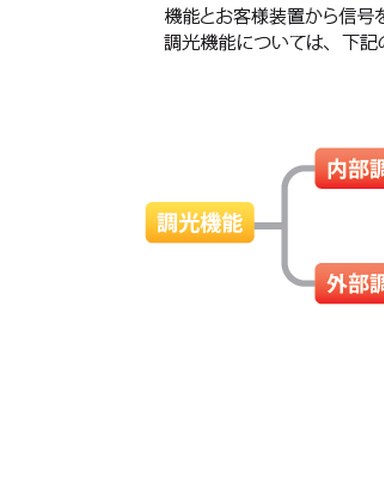 機能とお客様装置から信号を
調光機能については、下記の
内部調
調光機能
外部調